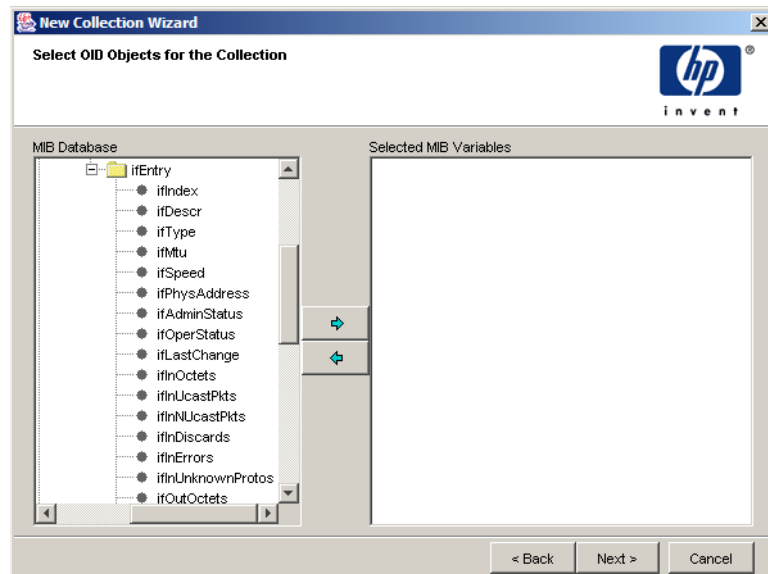 New Collection Wizard
Select OID Objects for the Collection
hp
®
invent
MIB Database
Selected MIB Variables
ifEntry
ifIndex
ifDescr
ifType
ifMtu
ifSpeed
ifPhysAddress
ifAdminStatus
ifOperStatus
ifLastChange
ifInOctets
ifInUcastPkts
ifInNUcastPkts
ifInDiscards
ifInErrors
ifInUnknownProtos
ifOutOctets
< Back
Next >
Cancel